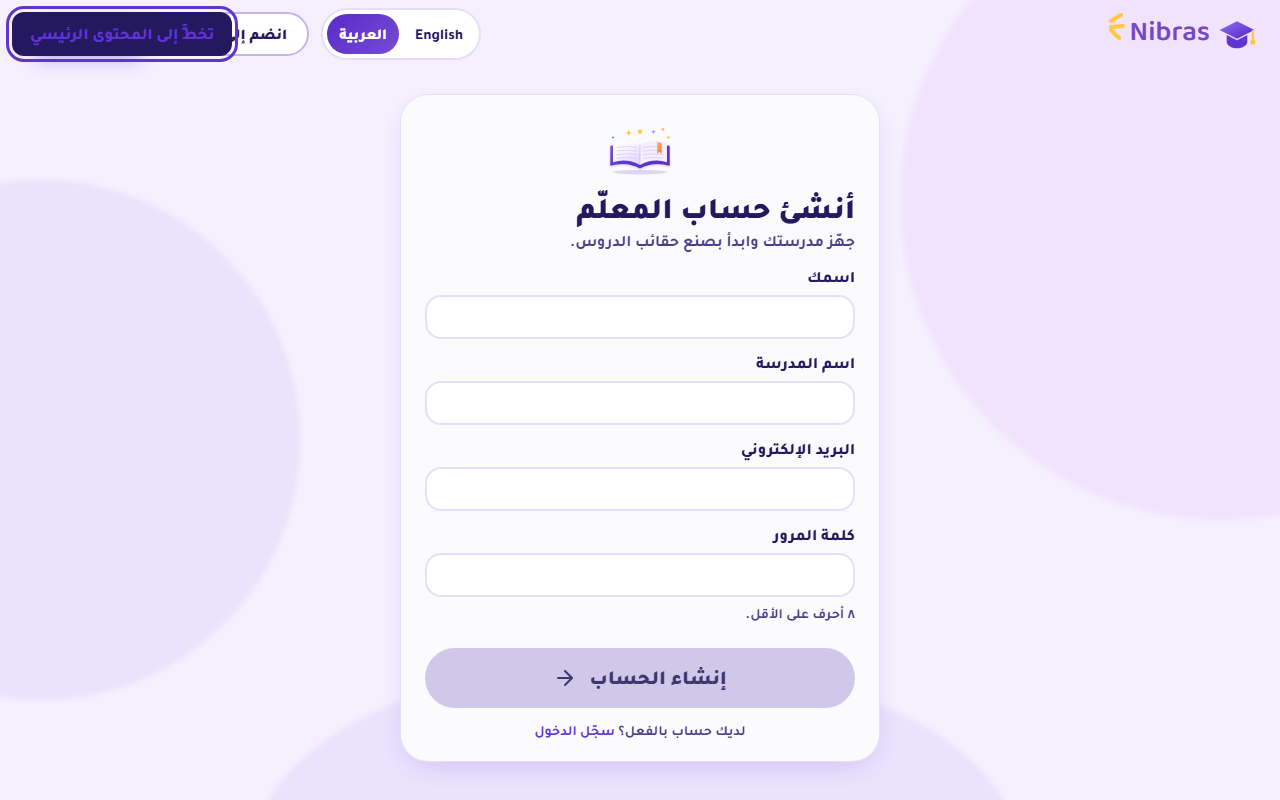 Nibras
English
العربية
انضم
تخطَّ إلى المحتوى الرئيسي
أنشئ حساب المعلّم
جهّز مدرستك وابدأ بصنع حقائب الدروس.
اسمك
اسم المدرسة
البريد الإلكتروني
كلمة المرور
٨ أحرف على الأقل.
إنشاء الحساب
لديك حساب بالفعل؟ سجّل الدخول